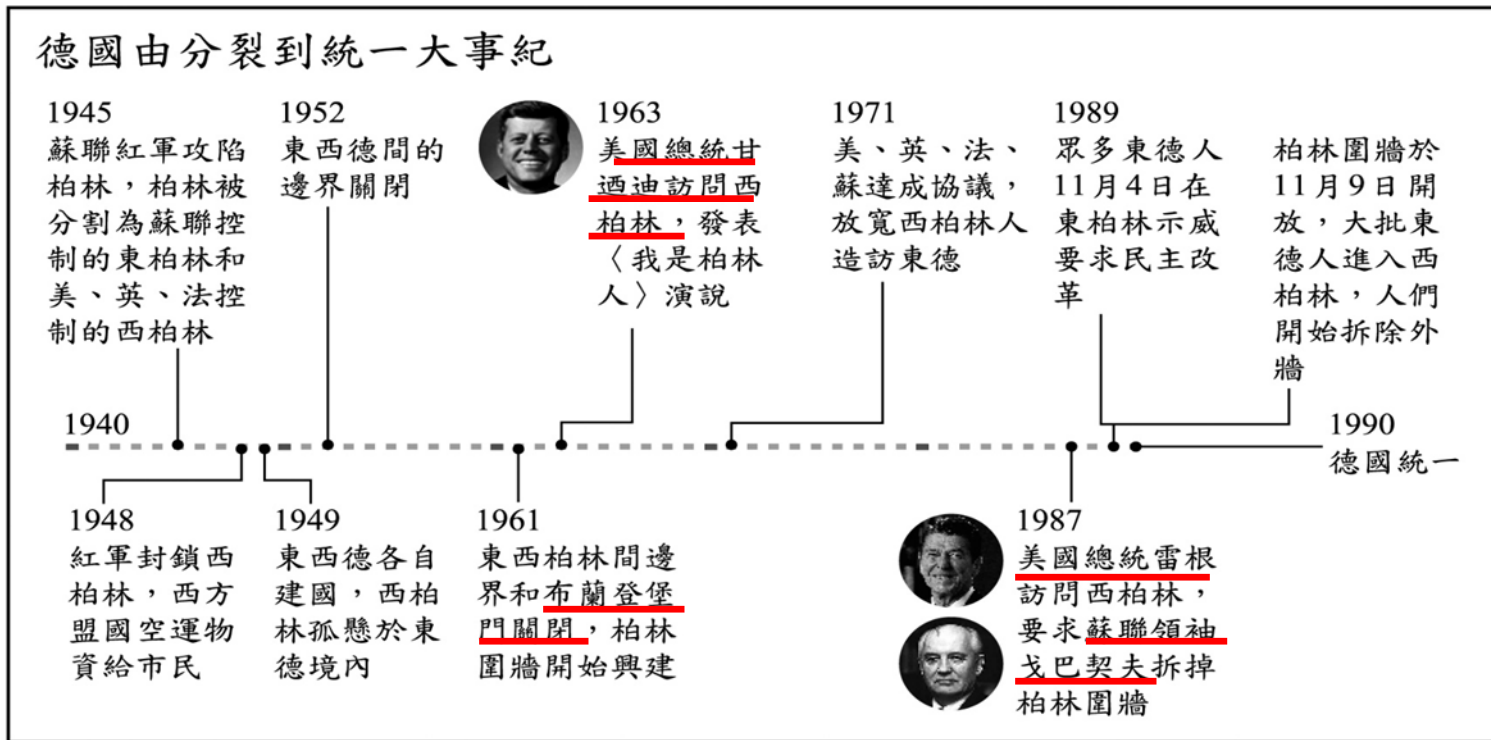 德國由分裂到統一大事紀
1945
蘇聯紅軍攻陷
柏林，柏林被
分割為蘇聯控
制的東柏林和
美、英、法控
制的西柏林
1952
東西德間的
邊界關閉
1963
美國總統甘
迺迪訪問西
柏林，發表
〈我是柏林
人〉演說
1971
美、英、法、
蘇達成協議，
放寬西柏林人
造訪東德
1989
眾多東德人
11月4日在
東柏林示威
要求民主改
革
柏林圍牆於
11月9日開
放，大批東
德人進入西
柏林，人們
開始拆除外
牆
1940
1990
德國統一
1948
紅軍封鎖西
柏林，西方
盟國空運物
資給市民
1949
東西德各自
建國，西柏
林孤懸於東
德境內
1961
東西柏林間邊
界和布蘭登堡
門關閉，柏林
圍牆開始興建
1987
美國總統雷根
訪問西柏林，
要求蘇聯領袖
戈巴契夫拆掉
柏林圍牆